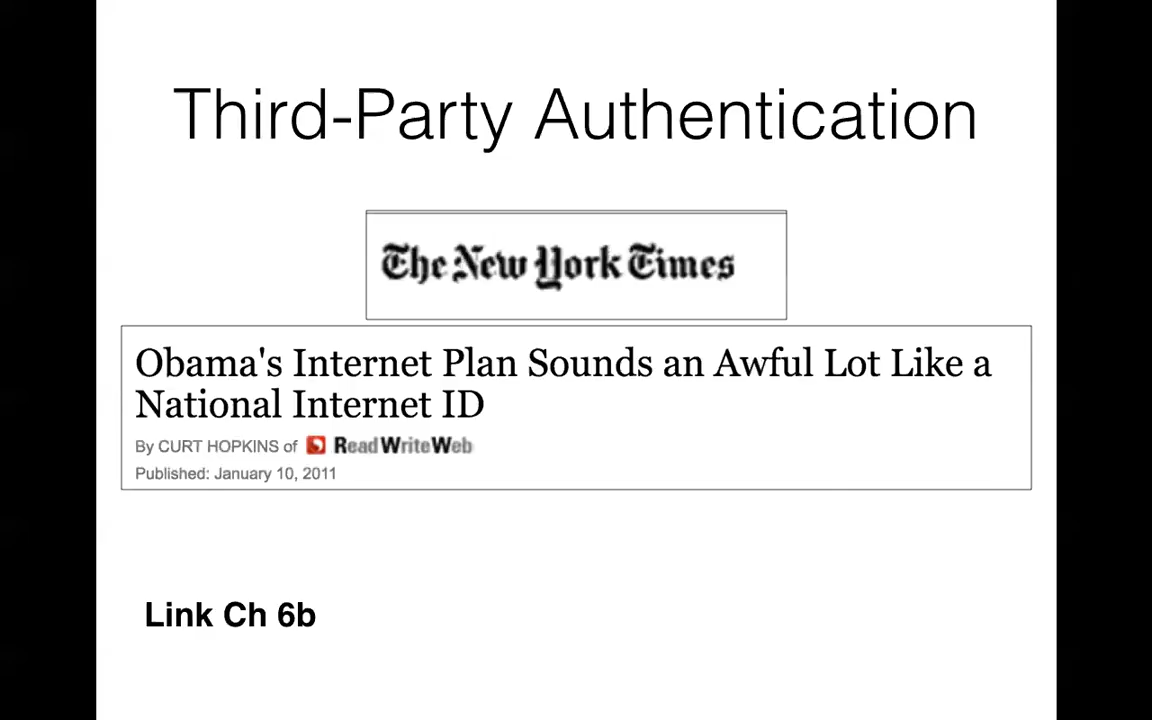 Third-Party Authentication
The New York Times
Obama's Internet Plan Sounds an Awful Lot Like a
National Internet ID
By CURT HOPKINS of ReadWriteWeb
Published: January 10, 2011
Link Ch 6b